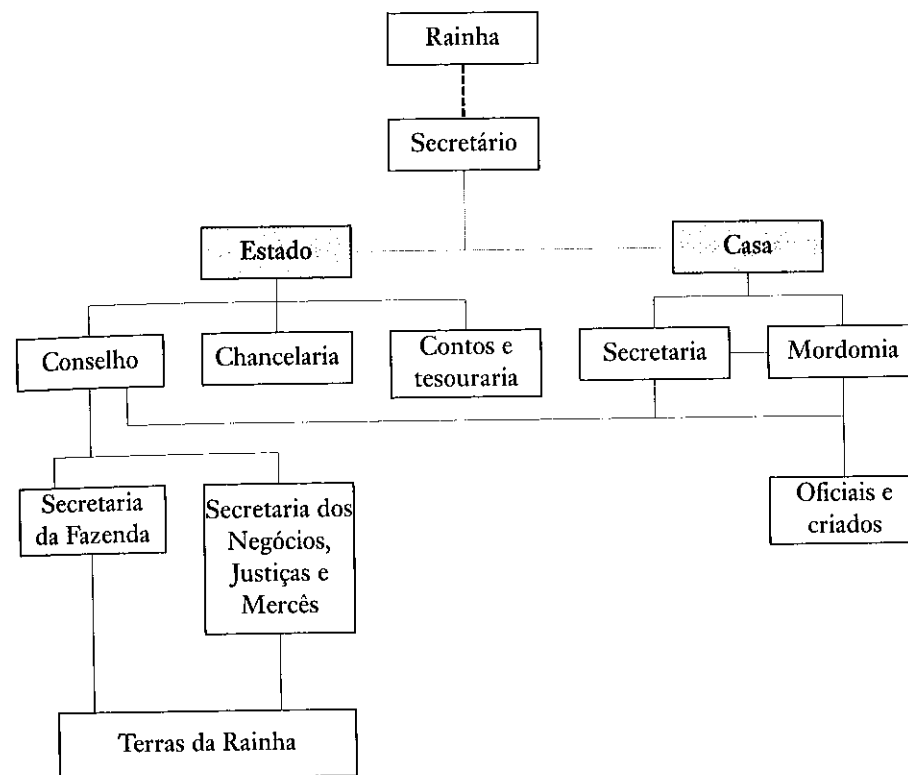 Rainha
Secretário
Estado
Casa
Conselho
Chancelaria
Contos e
tesouraria
Secretaria
Mordomia
Secretaria
da Fazenda
Secretaria dos
Negócios,
Justiças e
Mercês
Oficiais e
criados
Terras da Rainha